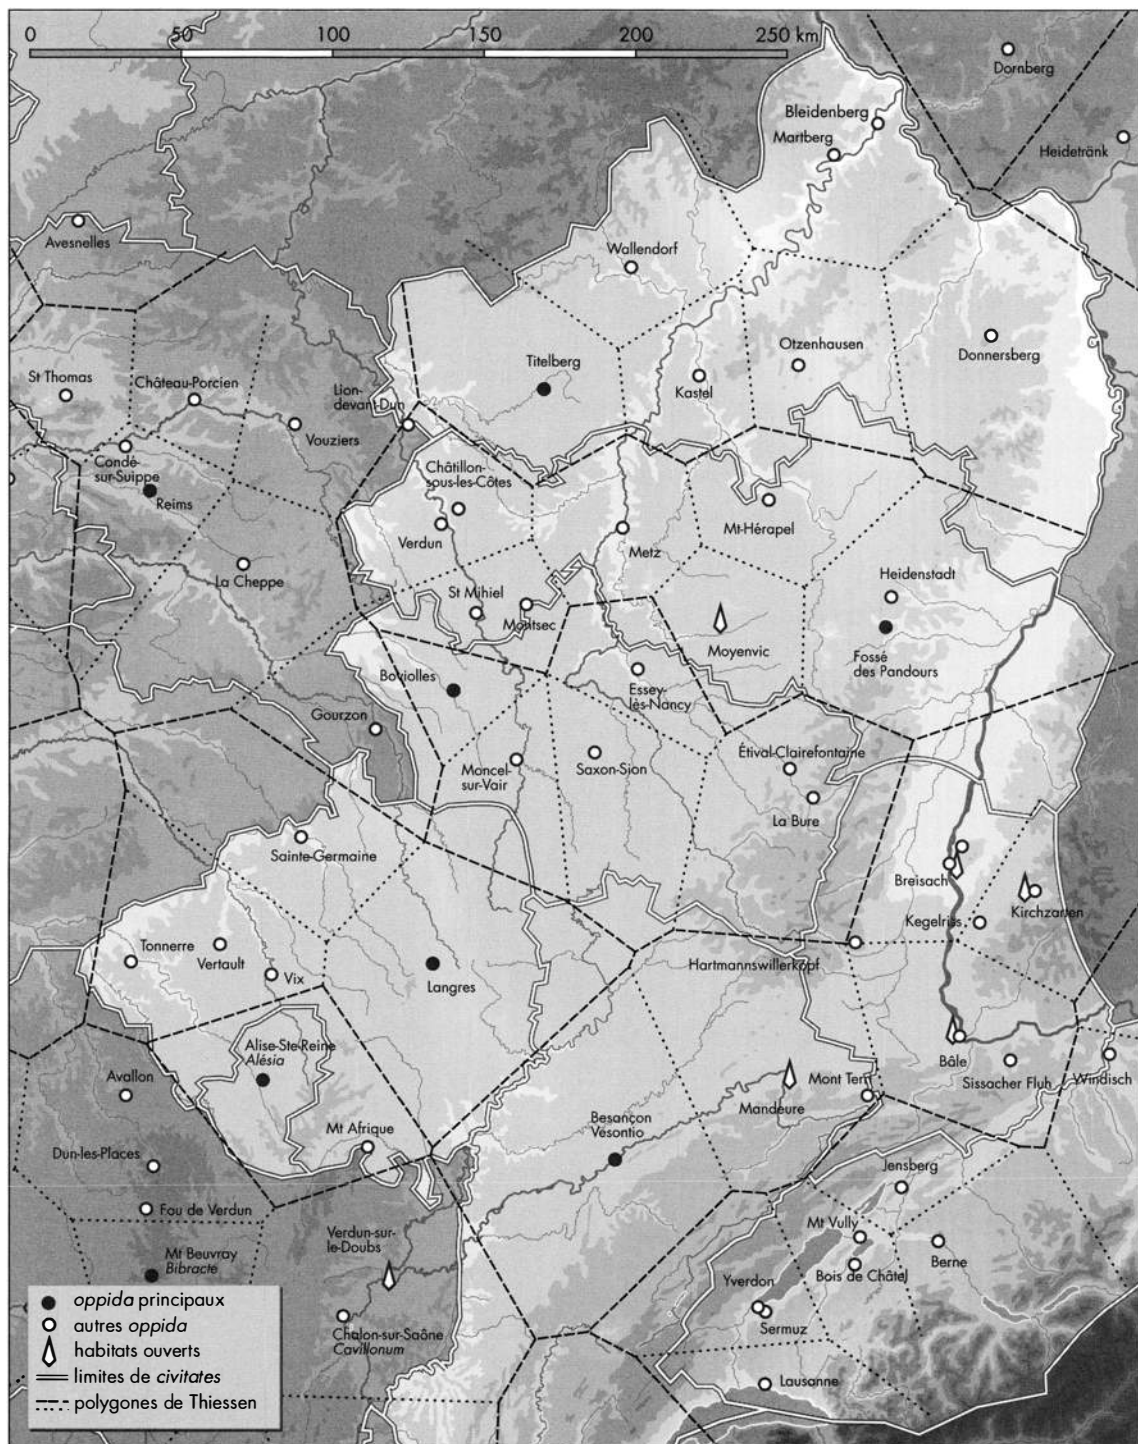 0 50 100 150 200 250 km
Dornberg
Bleidenberg
Martberg
Heidetränk
Avesnelles
Wallendorf
Otzenhausen
Donnersberg
Titelberg
Kastel
St Thomas
Château-Porcien
Lion-
devant-Dun
Vouziers
Condé-
sur-Suippe
Reims
Châtillon-
sous-les-Côtes
Verdun
Metz
Mt-Hérapel
La Cheppe
Heidenstadt
St Mihiel
Montsec
Moyenvic
Fossé
des Pandours
Boviolles
Essey-
lès-Nancy
Gourzon
Étival-Clairefontaine
Moncel-
sur-Vair
Saxon-Sion
La Bure
Sainte-Germaine
Breisach
Kirchzarten
Kegelriss
Tonnerre
Vertault
Vix
Langres
Hartmannswillerkopf
Alise-Ste-Reine
Alésia
Bâle
Sissacher Fluh
Windisch
Avallon
Mont Terri
Mandeure
Besançon
Vesontio
Mt Afrique
Dun-les-Places
Jensberg
Fou de Verdun
Mt Vully
Verdun-sur-
le-Doubs
Berne
Bois de Châtel
Mt Beuvray
Bibracte
Yverdon
Sermuz
Chalon-sur-Saône
Cavillonum
Lausanne
oppida principaux
autres oppida
habitats ouverts
limites de civitates
polygones de Thiessen